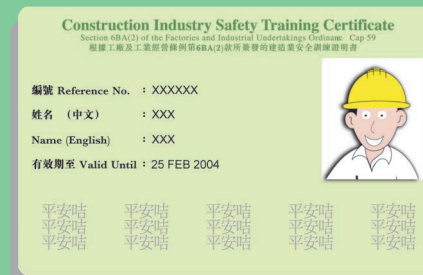 Construction Industry Safety Training Certificate
Section 6BA(2) of the Factories and Industrial Undertakings Ordinanc Cap 59
根據工廠及工業經營條例第6BA(2)款所簽發的建造業安全訓練證明書
編號 Reference No. : XXXXXX
姓名 （中文） : XXX
Name (English) : XXX
有效期至 Valid Until : 25 FEB 2004
平安咭 平安咭 平安咭 平安咭 平安咭
平安咭 平安咭 平安咭 平安咭 平安咭
平安咭 平安咭 平安咭 平安咭 平安咭